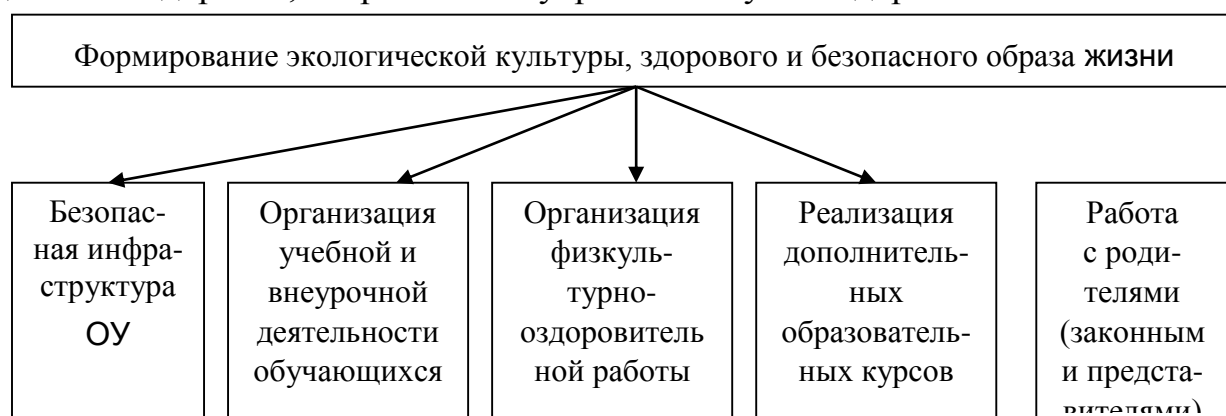 Формирование экологической культуры, здорового и безопасного образа жизни
Безопас-
ная инфра-
структура
ОУ
Организация
учебной и
внеурочной
деятельности
обучающихся
Организация
физкуль-
турно-
оздоровитель
ной работы
Реализация
дополнитель-
ных
образователь-
ных курсов
Работа
с роди-
телями
(законным
и предста-
вителями)